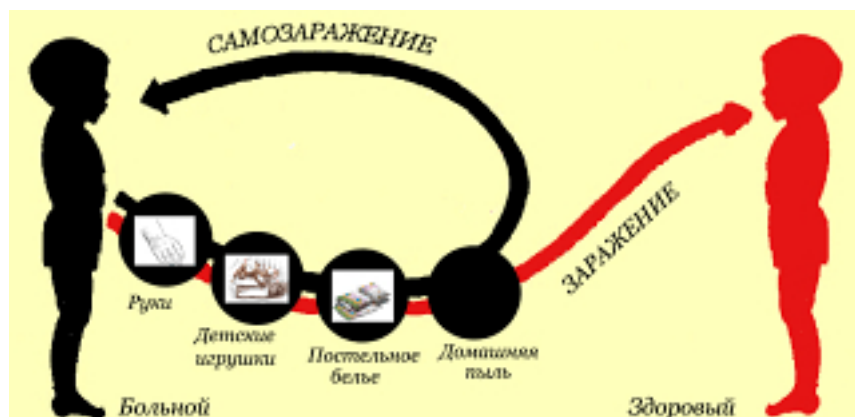 САМОЗАРАЖЕНИЕ
ЗАРАЖЕНИЕ
Руки
Детские
игрушки
Постельное
белье
Домашняя
пыль
Больной
Здоровый